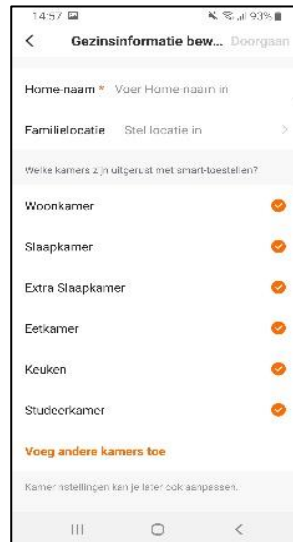 14:57 93%
Gezinsinformatie bew... Doorgaan
Home-naam * Voer Home-naam in
Familielocatie Stel locatie in
Welke kamers zijn uitgerust met smart-toestellen?
Woonkamer
Slaapkamer
Extra Slaapkamer
Eetkamer
Keuken
Studeerkamer
Voeg andere kamers toe
Kamerinstellingen kan je later ook aanpassen.